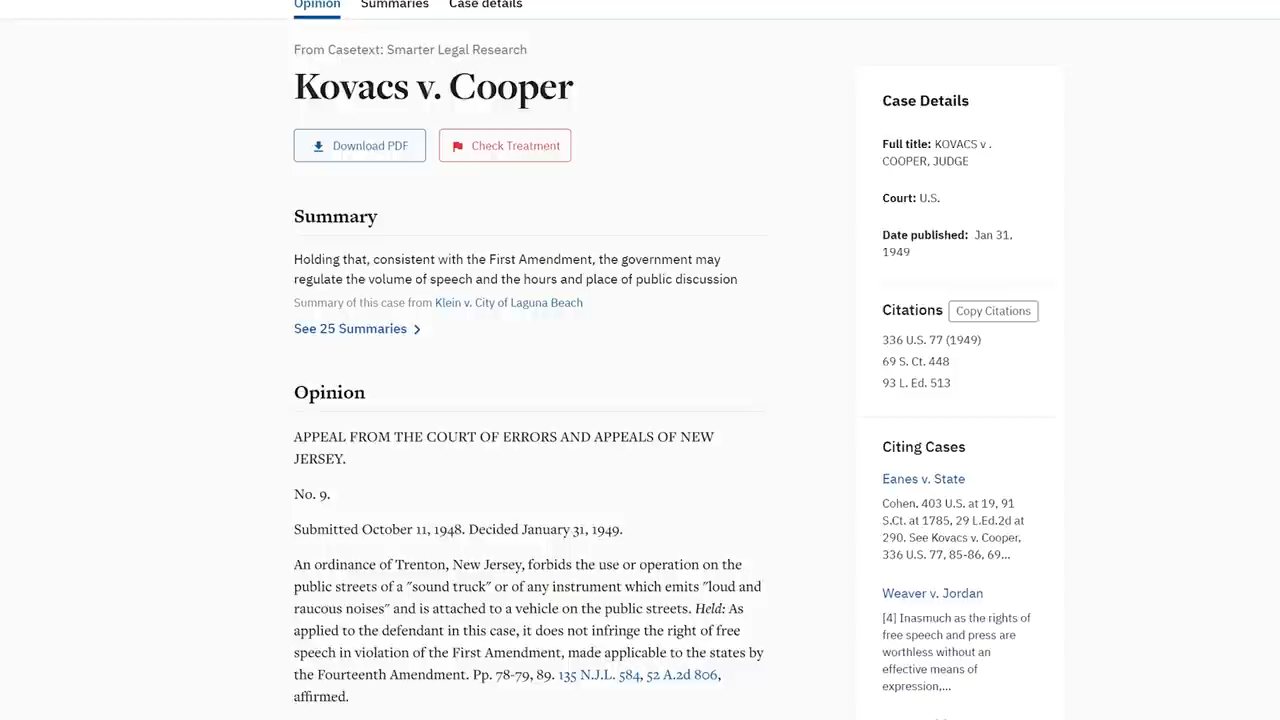 Opinion Summaries Case details
From Casetext: Smarter Legal Research
Kovacs v. Cooper
Download PDF Check Treatment
Summary
Holding that, consistent with the First Amendment, the government may
regulate the volume of speech and the hours and place of public discussion
Summary of this case from Klein v. City of Laguna Beach
See 25 Summaries
Opinion
APPEAL FROM THE COURT OF ERRORS AND APPEALS OF NEW
JERSEY.
No. 9.
Submitted October 11, 1948. Decided January 31, 1949.
An ordinance of Trenton, New Jersey, forbids the use or operation on the
public streets of a "sound truck" or of any instrument which emits "loud and
raucous noises" and is attached to a vehicle on the public streets. Held: As
applied to the defendant in this case, it does not infringe the right of free
speech in violation of the First Amendment, made applicable to the states by
the Fourteenth Amendment. Pp. 78-79, 89. 135 N.J.L. 584, 52 A.2d 806,
affirmed.
Case Details
Full title: KOVACS v .
COOPER, JUDGE
Court: U.S.
Date published: Jan 31,
1949
Citations Copy Citations
336 U.S. 77 (1949)
69 S. Ct. 448
93 L. Ed. 513
Citing Cases
Eanes v. State
Cohen, 403 U.S. at 19, 91
S.Ct. at 1785, 29 L.Ed.2d at
290. See Kovacs v. Cooper,
336 U.S. 77, 85-86, 69...
Weaver v. Jordan
[4] Inasmuch as the rights of
free speech and press are
worthless without an
effective means of
expression,...